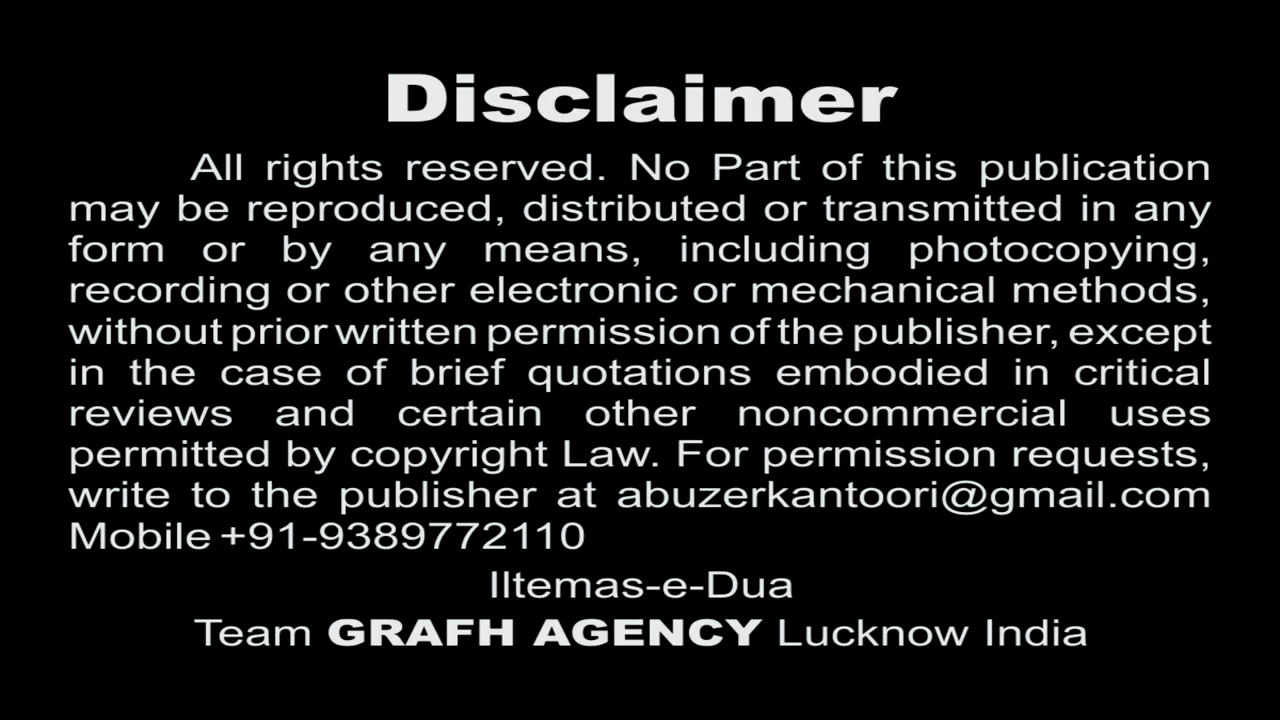 Disclaimer
All rights reserved. No Part of this publication
may be reproduced, distributed or transmitted in any
form or by any means, including photocopying,
recording or other electronic or mechanical methods,
without prior written permission of the publisher, except
in the case of brief quotations embodied in critical
reviews and certain other noncommercial uses
permitted by copyright Law. For permission requests,
write to the publisher at abuzerkantoori@gmail.com
Mobile +91-9389772110
Iltemas-e-Dua
Team GRAFH AGENCY Lucknow India